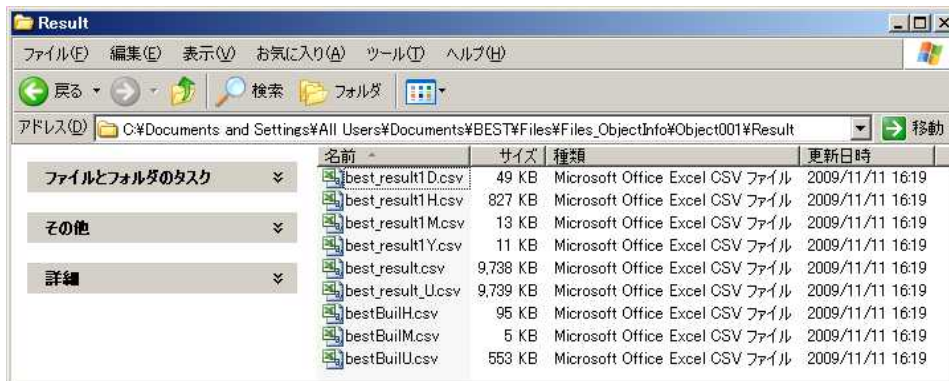 Result
ファイル(F) 編集(E) 表示(V) お気に入り(A) ツール(T) ヘルプ(H)
戻る 検索 フォルダ
アドレス(D) C:¥Documents and Settings¥All Users¥Documents¥BEST¥Files¥Files_ObjectInfo¥Object001¥Result 移動
ファイルとフォルダのタスク
その他
詳細
名前 サイズ 種類 更新日時
best_result1D.csv 49 KB Microsoft Office Excel CSV ファイル 2009/11/11 16:19
best_result1H.csv 827 KB Microsoft Office Excel CSV ファイル 2009/11/11 16:19
best_result1M.csv 13 KB Microsoft Office Excel CSV ファイル 2009/11/11 16:19
best_result1Y.csv 11 KB Microsoft Office Excel CSV ファイル 2009/11/11 16:19
best_result.csv 9,738 KB Microsoft Office Excel CSV ファイル 2009/11/11 16:19
best_result_U.csv 9,739 KB Microsoft Office Excel CSV ファイル 2009/11/11 16:19
bestBuilH.csv 95 KB Microsoft Office Excel CSV ファイル 2009/11/11 16:19
bestBuilM.csv 5 KB Microsoft Office Excel CSV ファイル 2009/11/11 16:19
bestBuilU.csv 553 KB Microsoft Office Excel CSV ファイル 2009/11/11 16:19